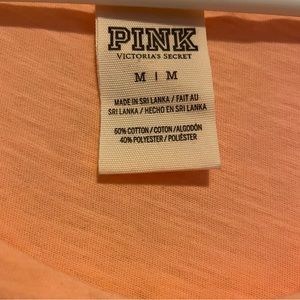 PINK
VICTORIA'S SECRET
M | M
MADE IN SRI LANKA / FAIT AU
SRI LANKA / HECHO EN SRI LANKA
60% COTTON / COTON / ALGODÓN
40% POLYESTER / POLIÉSTER